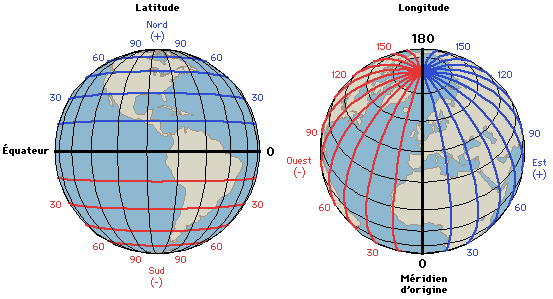 Latitude
Nord
(+)
90 90
60 60
30 30
Équateur 0
30 30
60 60
90 90
Sud
(-)
Longitude
180
150 150
120 120
90 90
Ouest
(-)
Est
(+)
60 60
30 30
0
Méridien
d'origine